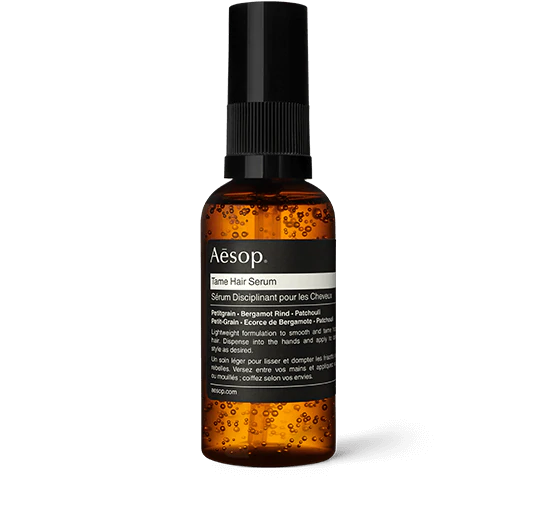 Aēsop®
Tame Hair Serum
Sérum Disciplinant pour les Cheveux
Petitgrain • Bergamot Rind • Patchouli
Petit-Grain • Ecorce de Bergamote • Patchouli
Lightweight formulation to smooth and tame
hair. Dispense into the hands and apply to
style as desired.
Un soin léger pour lisser et dompter les
rebelles. Versez entre vos mains et appliquez
ou mouillés ; coiffez selon vos envies.
aesop.com